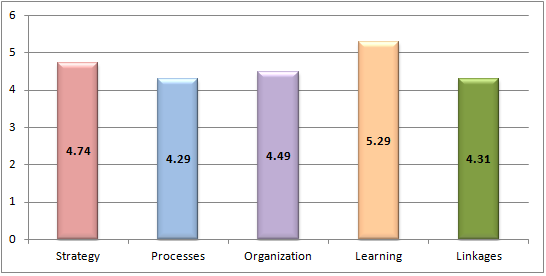 6
5
4
3
2
1
0
4.74
4.29
4.49
5.29
4.31
Strategy
Processes
Organization
Learning
Linkages